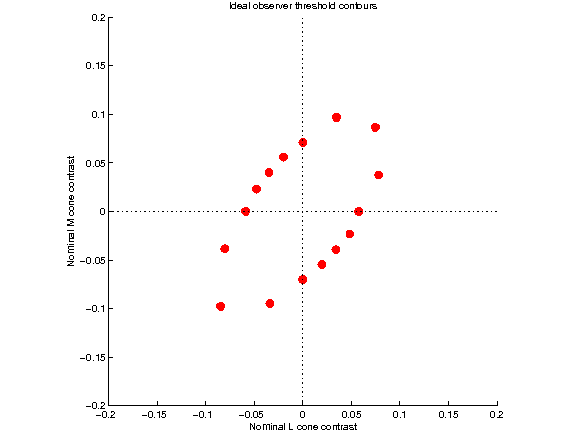 Ideal observer threshold contours
0.2
0.15
0.1
0.05
0
−0.05
−0.1
−0.15
−0.2
Nominal M cone contrast
−0.2 −0.15 −0.1 −0.05 0 0.05 0.1 0.15 0.2
Nominal L cone contrast